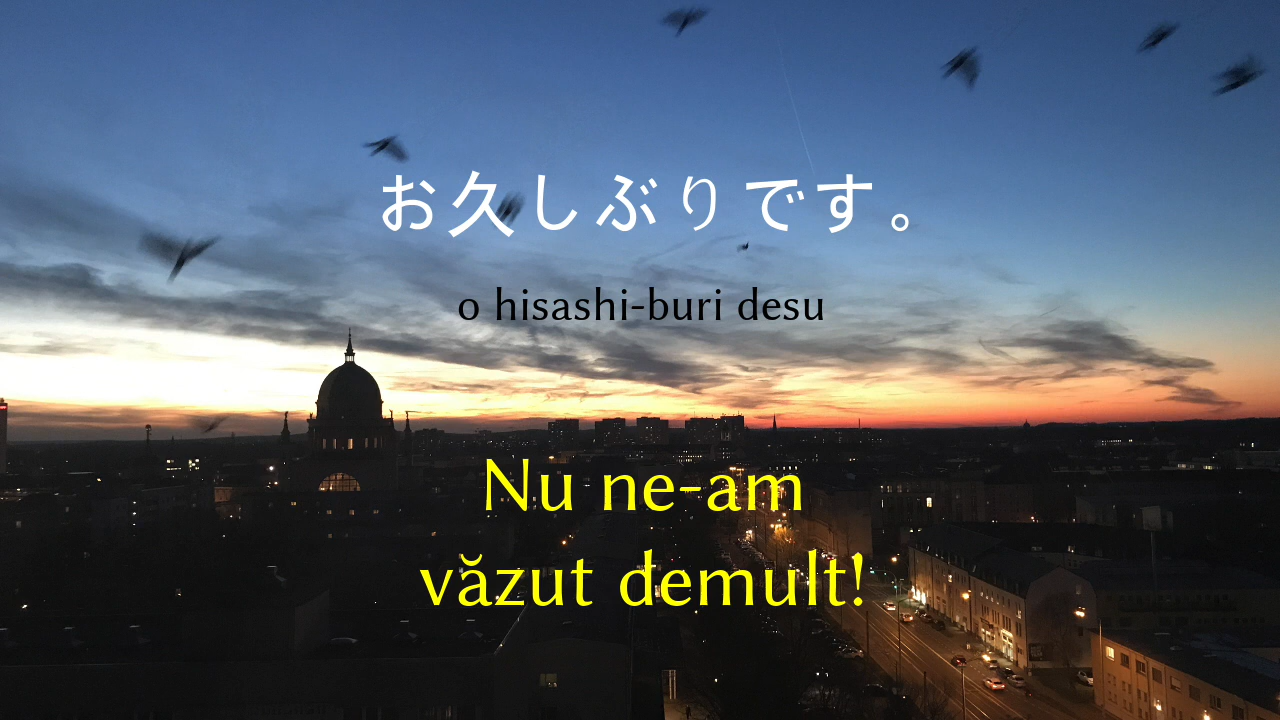 お久しぶりです。
o hisashi-buri desu
Nu ne-am
văzut demult!